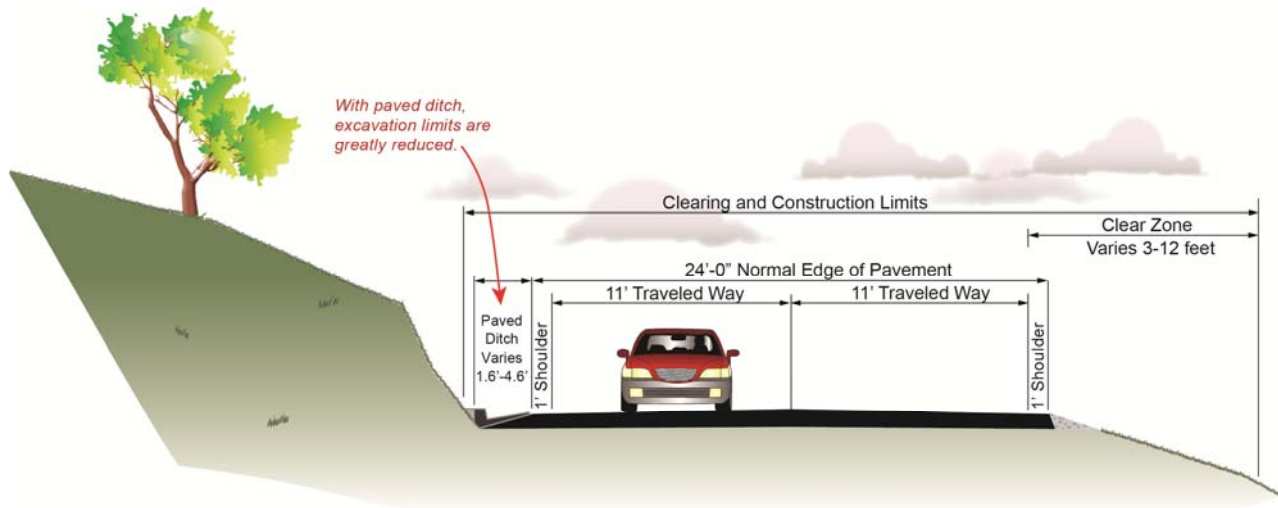 With paved ditch,
excavation limits are
greatly reduced.
Clearing and Construction Limits
Clear Zone
Varies 3-12 feet
24’-0” Normal Edge of Pavement
11’ Traveled Way
11’ Traveled Way
Paved
Ditch
Varies
1.6’-4.6’
1’ Shoulder
1’ Shoulder